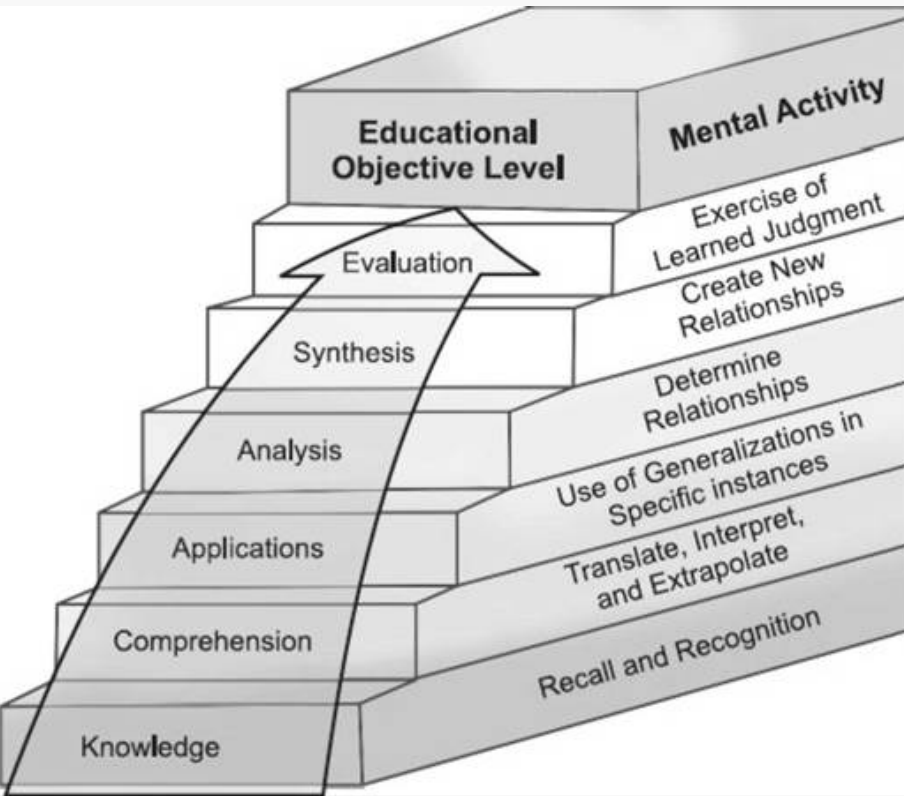 Educational
Objective Level
Mental Activity
Evaluation
Exercise of
Learned Judgment
Synthesis
Create New
Relationships
Analysis
Determine
Relationships
Applications
Use of Generalizations in
Specific instances
Comprehension
Translate, Interpret,
and Extrapolate
Knowledge
Recall and Recognition